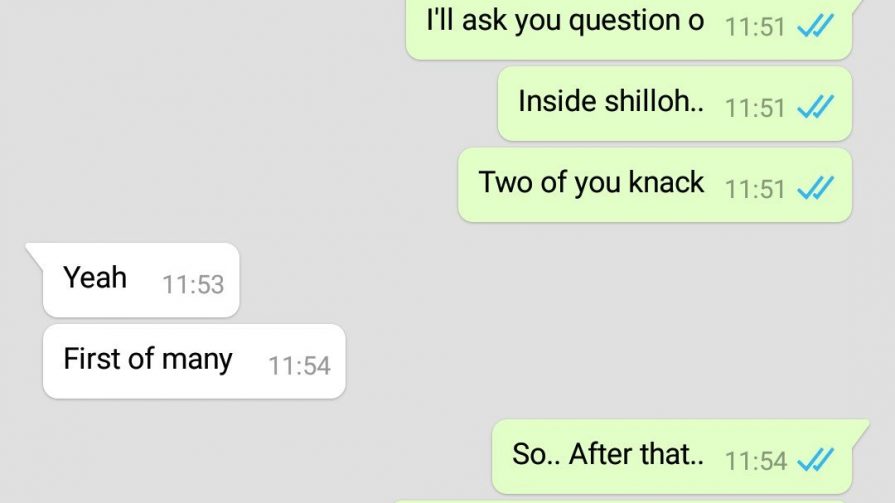 I'll ask you question o 11:51
Inside shilloh.. 11:51
Two of you knack 11:51
Yeah 11:53
First of many 11:54
So.. After that.. 11:54